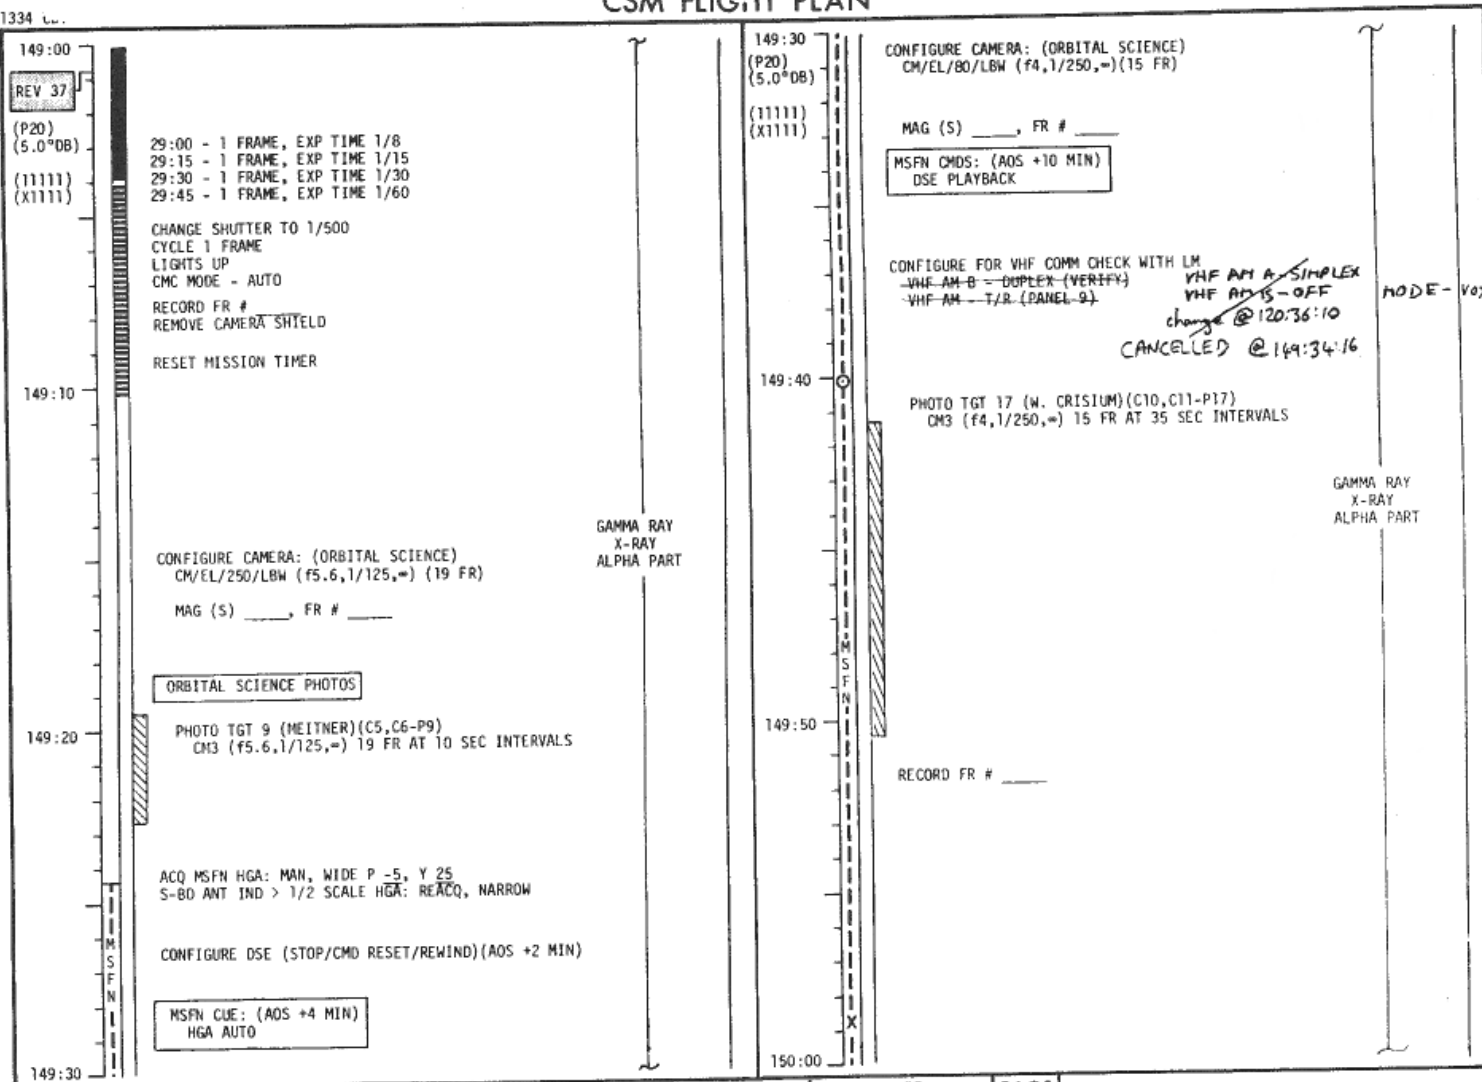 CSM FLIGHT PLAN
1334
149:00
REV 37
(P20)
(5.0°DB)
(11111)
(X1111)
29:00 - 1 FRAME, EXP TIME 1/8
29:15 - 1 FRAME, EXP TIME 1/15
29:30 - 1 FRAME, EXP TIME 1/30
29:45 - 1 FRAME, EXP TIME 1/60
CHANGE SHUTTER TO 1/500
CYCLE 1 FRAME
LIGHTS UP
CMC MODE - AUTO
RECORD FR # _____
REMOVE CAMERA SHIELD
RESET MISSION TIMER
149:10
GAMMA RAY
X-RAY
ALPHA PART
CONFIGURE CAMERA: (ORBITAL SCIENCE)
CM/EL/250/LBW (f5.6,1/125,∞) (19 FR)
MAG (S) _____, FR # _____
ORBITAL SCIENCE PHOTOS
149:20
PHOTO TGT 9 (MEITNER)(C5,C6-P9)
CM3 (f5.6,1/125,∞) 19 FR AT 10 SEC INTERVALS
ACQ MSFN HGA: MAN, WIDE P -5, Y 25
S-BD ANT IND > 1/2 SCALE HGA: REACQ, NARROW
CONFIGURE DSE (STOP/CMD RESET/REWIND)(AOS +2 MIN)
MSFN
MSFN CUE: (AOS +4 MIN)
HGA AUTO
149:30
149:30
(P20)
(5.0°DB)
(11111)
(X1111)
CONFIGURE CAMERA: (ORBITAL SCIENCE)
CM/EL/80/LBW (f4,1/250,∞)(15 FR)
MAG (S) _____, FR # _____
MSFN CMDS: (AOS +10 MIN)
DSE PLAYBACK
CONFIGURE FOR VHF COMM CHECK WITH LM
VHF AM B - DUPLEX (VERIFY)
VHF AM - T/R (PANEL 9)
VHF AM A - SIMPLEX
VHF AM B - OFF
MODE - VOX
change @ 120:36:10
CANCELLED @ 149:34:16
149:40
PHOTO TGT 17 (W. CRISIUM)(C10,C11-P17)
CM3 (f4,1/250,∞) 15 FR AT 35 SEC INTERVALS
GAMMA RAY
X-RAY
ALPHA PART
MSFN
149:50
RECORD FR # _____
X
150:00